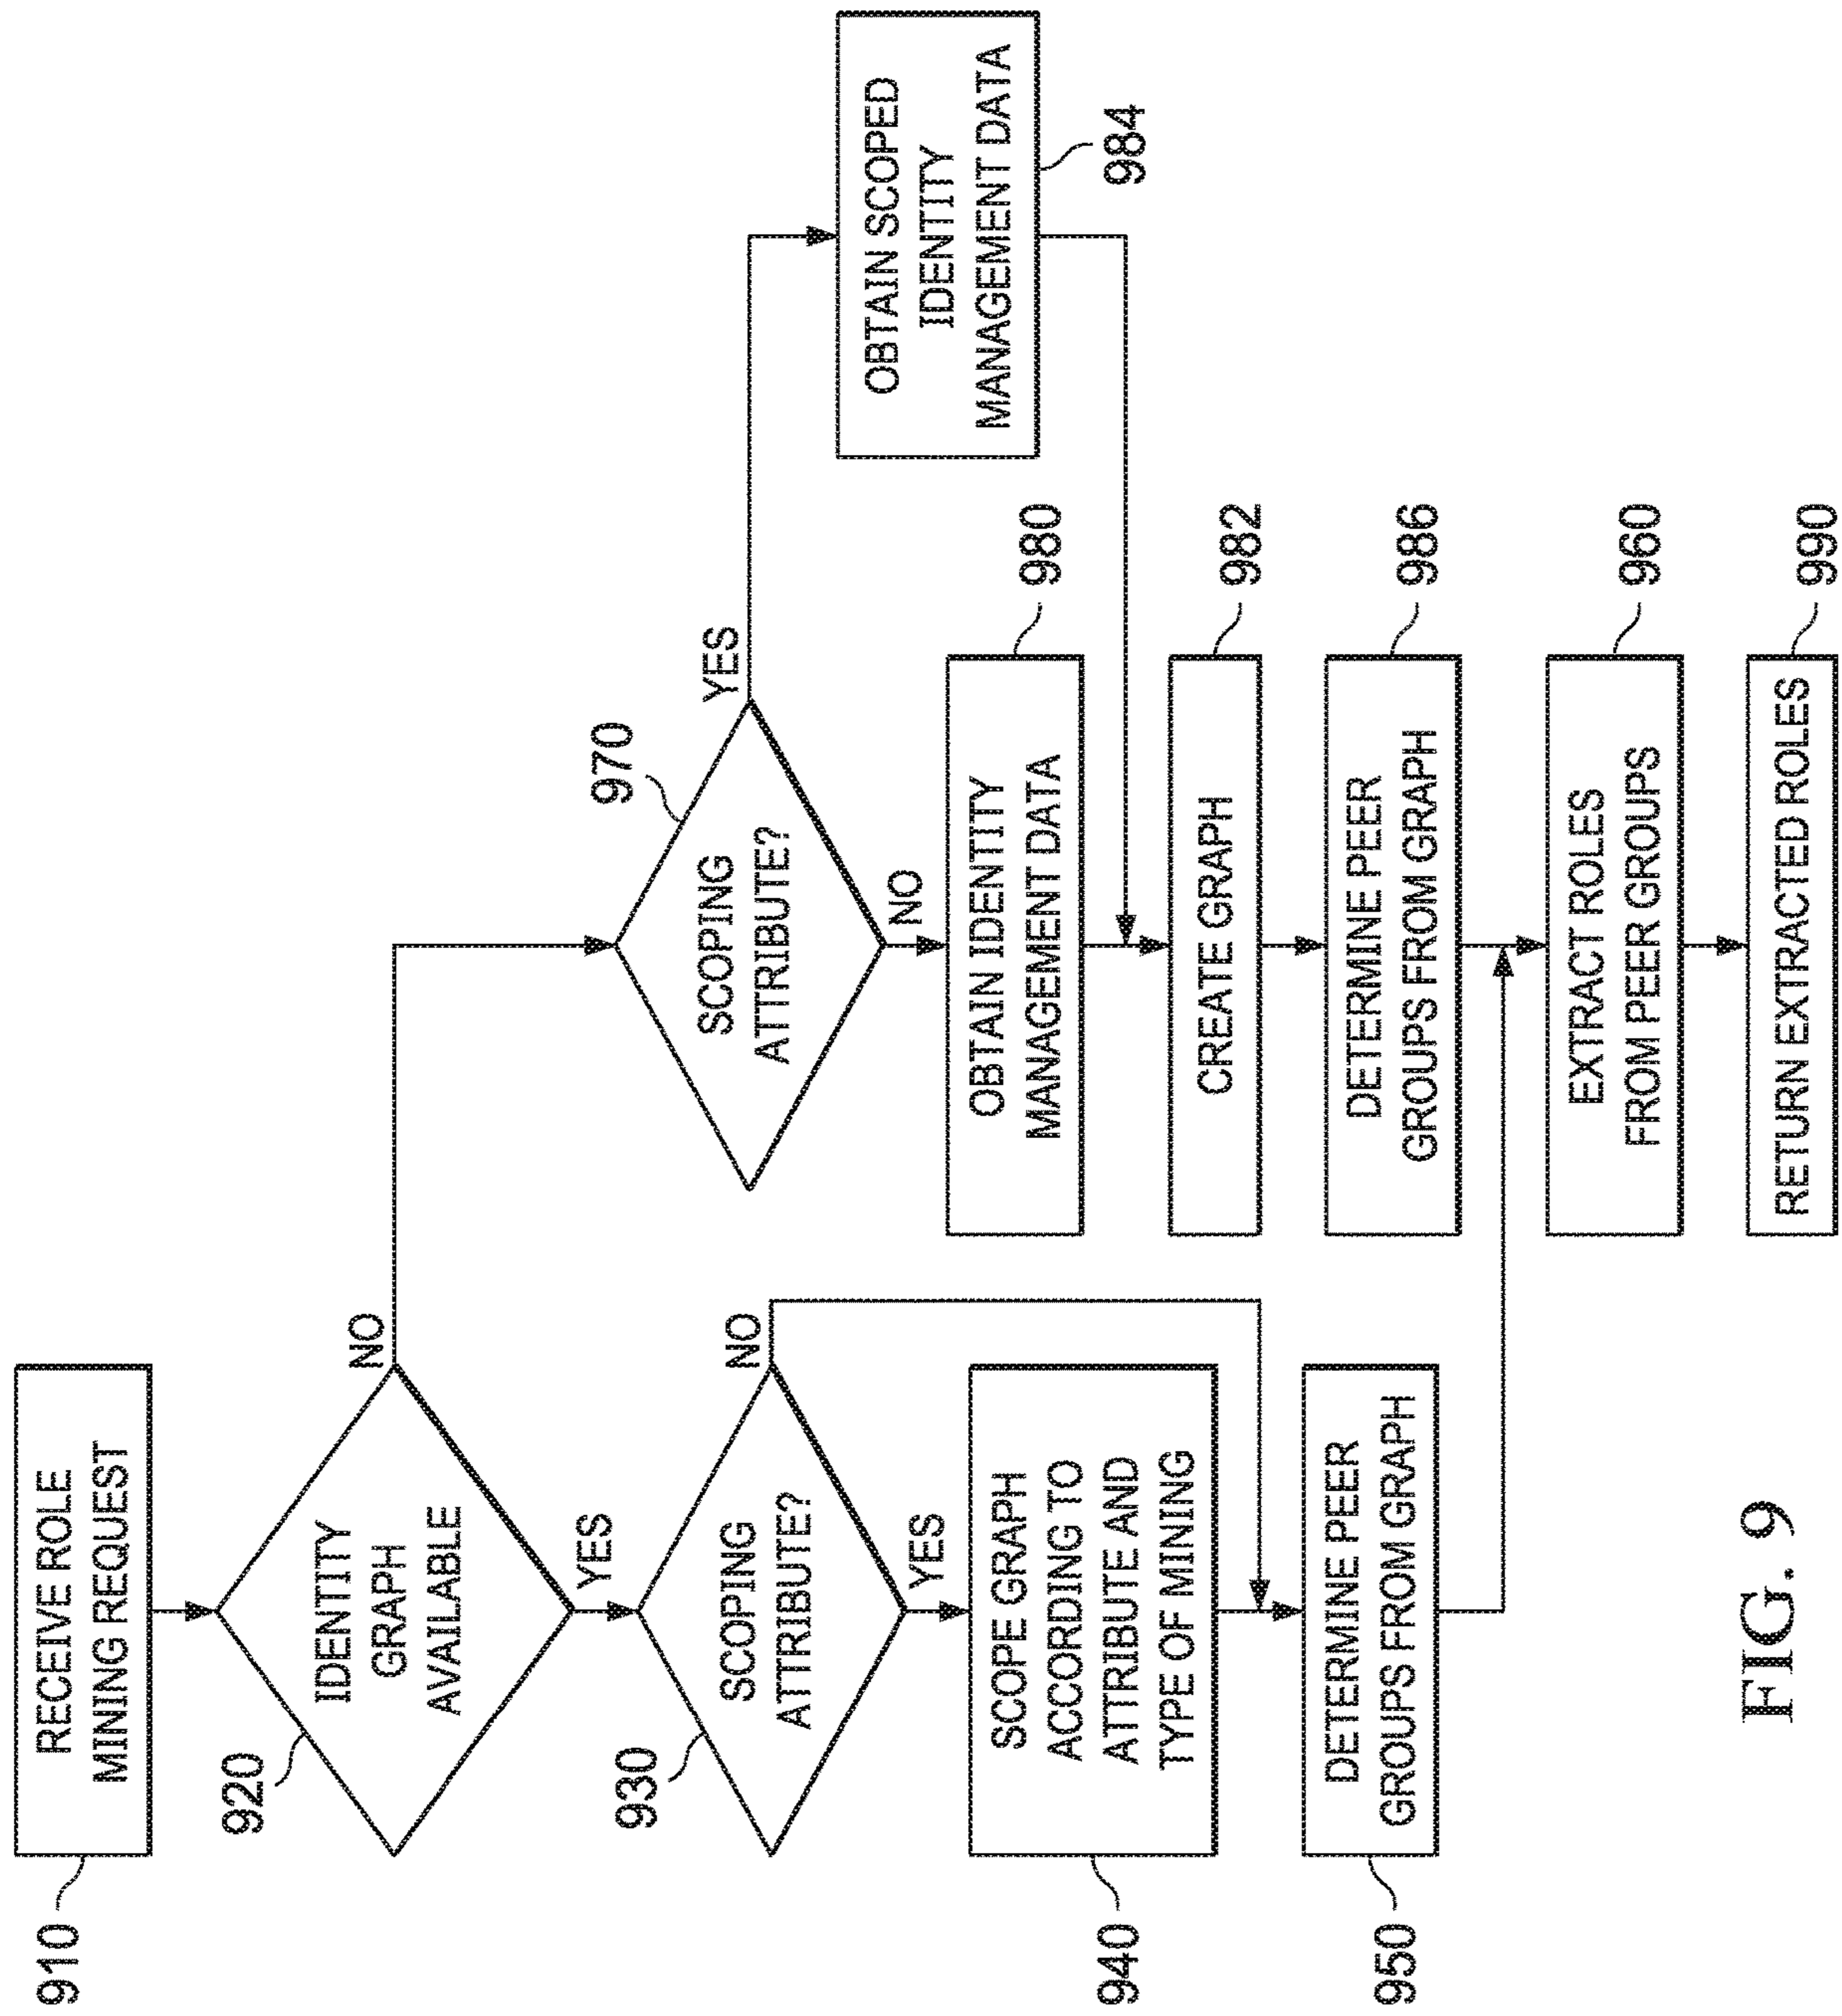 910
RECEIVE ROLE
MINING REQUEST
920
IDENTITY
GRAPH
AVAILABLE
NO
YES
930
SCOPING
ATTRIBUTE?
NO
YES
940
SCOPE GRAPH
ACCORDING TO
ATTRIBUTE AND
TYPE OF MINING
950
DETERMINE PEER
GROUPS FROM GRAPH
970
SCOPING
ATTRIBUTE?
YES
NO
OBTAIN SCOPED
IDENTITY
MANAGEMENT DATA
984
OBTAIN IDENTITY
MANAGEMENT DATA
980
CREATE GRAPH
982
DETERMINE PEER
GROUPS FROM GRAPH
986
EXTRACT ROLES
FROM PEER GROUPS
960
RETURN EXTRACTED ROLES
990
FIG. 9